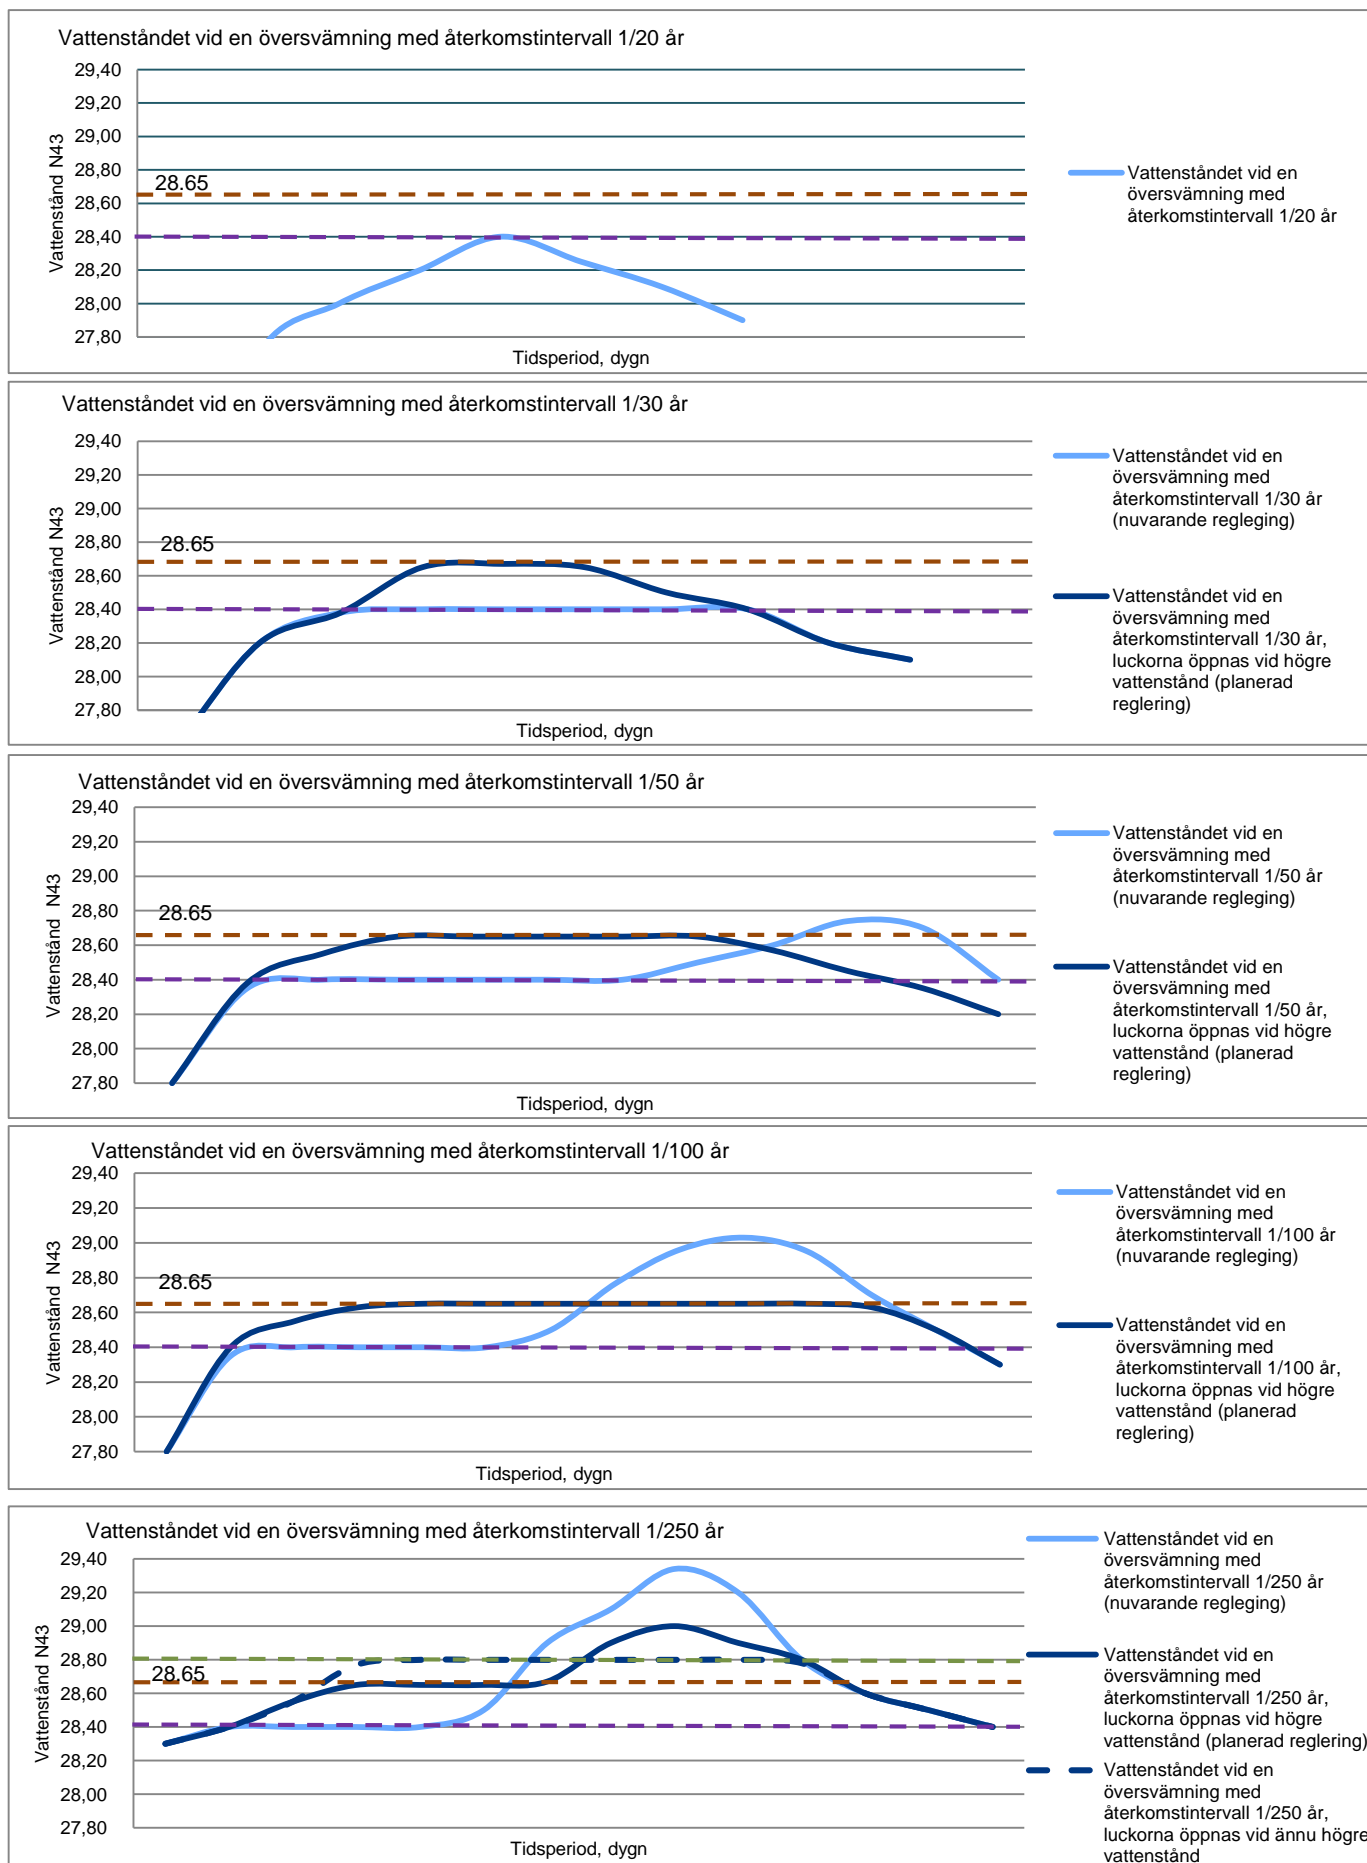 Vattenståndet vid en översvämning med återkomstintervall 1/20 år
29,40
29,20
29,00
28,80
28,60
28,40
28,20
28,00
27,80
Vattenstånd N43
28.65
Tidsperiod, dygn
Vattenståndet vid en
översvämning med
återkomstintervall 1/20 år
Vattenståndet vid en översvämning med återkomstintervall 1/30 år
29,40
29,20
29,00
28,80
28,60
28,40
28,20
28,00
27,80
Vattenstånd N43
28.65
Tidsperiod, dygn
Vattenståndet vid en
översvämning med
återkomstintervall 1/30 år
(nuvarande regleging)
Vattenståndet vid en
översvämning med
återkomstintervall 1/30 år,
luckorna öppnas vid högre
vattenstånd (planerad
reglering)
Vattenståndet vid en översvämning med återkomstintervall 1/50 år
29,40
29,20
29,00
28,80
28,60
28,40
28,20
28,00
27,80
Vattenstånd N43
28.65
Tidsperiod, dygn
Vattenståndet vid en
översvämning med
återkomstintervall 1/50 år
(nuvarande regleging)
Vattenståndet vid en
översvämning med
återkomstintervall 1/50 år,
luckorna öppnas vid högre
vattenstånd (planerad
reglering)
Vattenståndet vid en översvämning med återkomstintervall 1/100 år
29,40
29,20
29,00
28,80
28,60
28,40
28,20
28,00
27,80
Vattenstånd N43
28.65
Tidsperiod, dygn
Vattenståndet vid en
översvämning med
återkomstintervall 1/100 år
(nuvarande regleging)
Vattenståndet vid en
översvämning med
återkomstintervall 1/100 år,
luckorna öppnas vid högre
vattenstånd (planerad
reglering)
Vattenståndet vid en översvämning med återkomstintervall 1/250 år
29,40
29,20
29,00
28,80
28,60
28,40
28,20
28,00
27,80
Vattenstånd N43
28.65
Tidsperiod, dygn
Vattenståndet vid en
översvämning med
återkomstintervall 1/250 år
(nuvarande regleging)
Vattenståndet vid en
översvämning med
återkomstintervall 1/250 år,
luckorna öppnas vid högre
vattenstånd (planerad reglering)
Vattenståndet vid en
översvämning med
återkomstintervall 1/250 år,
luckorna öppnas vid ännu högre
vattenstånd